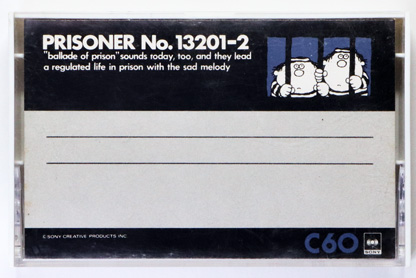 PRISONER No.13201-2
"ballade of prison" sounds roday, too, and they lead
a regulated life in prison with the sad melody
© SONY CREATIVE PRODUCTS INC.
C60
SONY